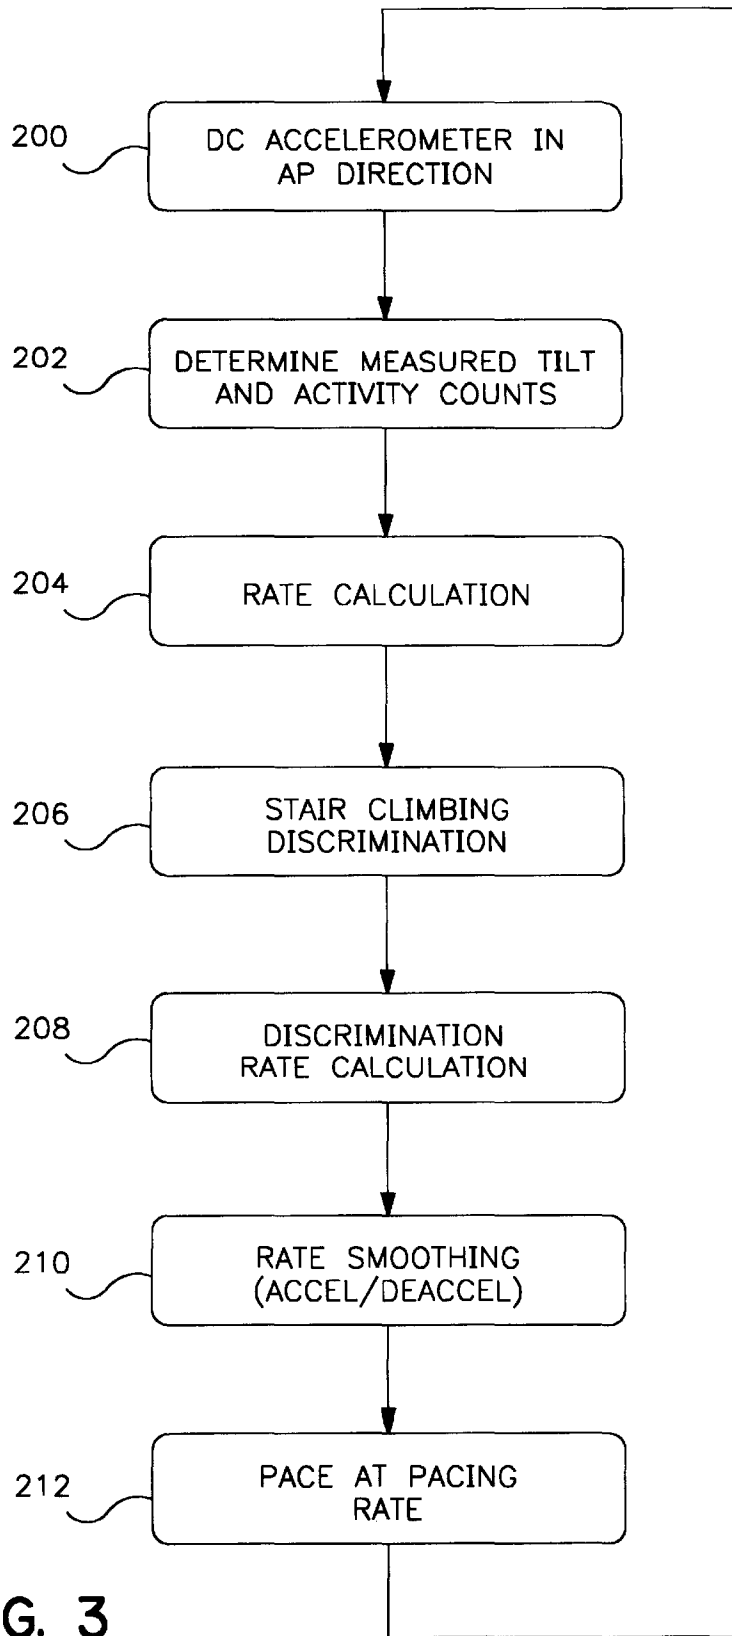 200
DC ACCELEROMETER IN
AP DIRECTION
202
DETERMINE MEASURED TILT
AND ACTIVITY COUNTS
204
RATE CALCULATION
206
STAIR CLIMBING
DISCRIMINATION
208
DISCRIMINATION
RATE CALCULATION
210
RATE SMOOTHING
(ACCEL/DEACCEL)
212
PACE AT PACING
RATE
G. 3